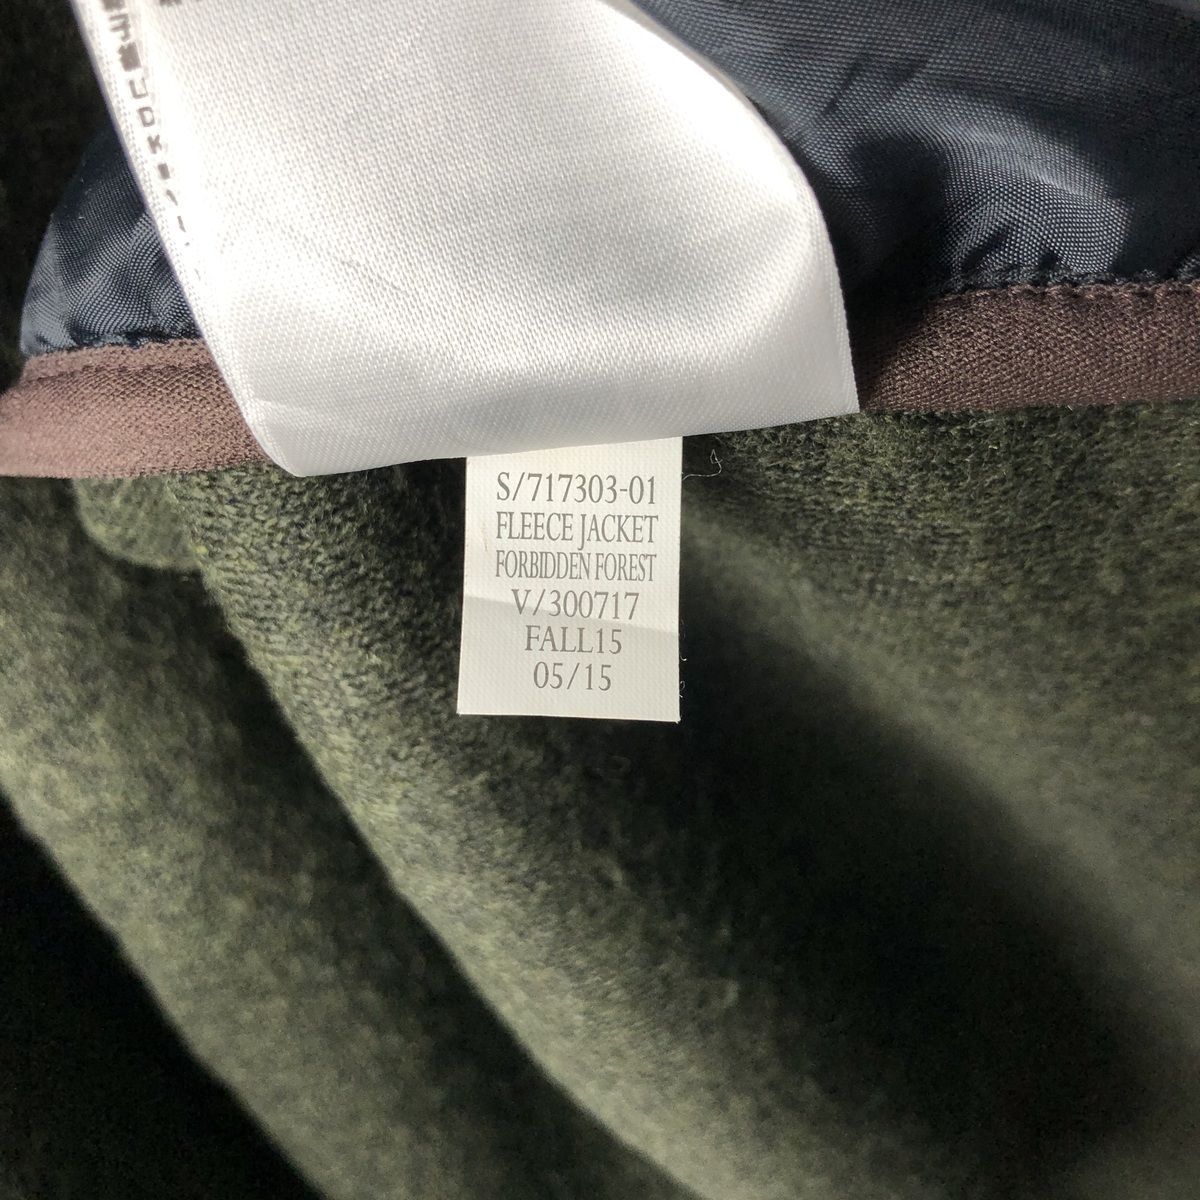 S/717303-01
FLEECE JACKET
FORBIDDEN FOREST
V/300717
FALL15
05/15